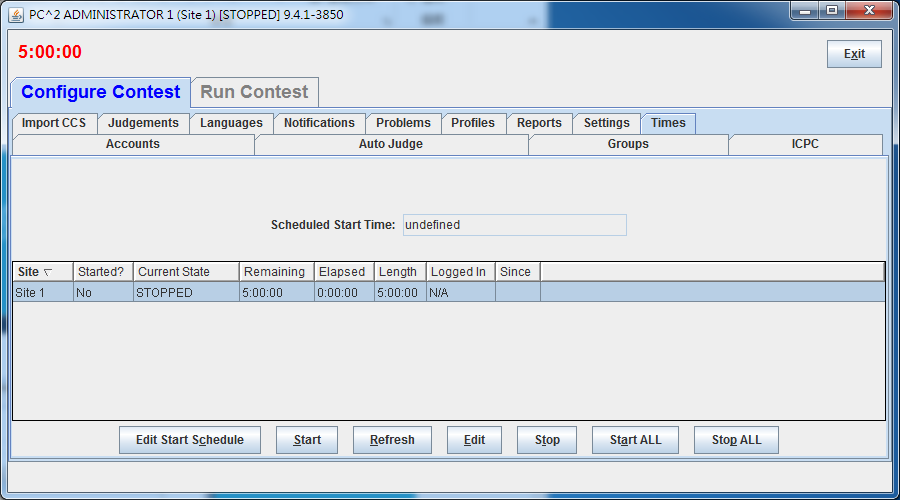 PC^2 ADMINISTRATOR 1 (Site 1) [STOPPED] 9.4.1-3850
5:00:00
Exit
Configure Contest Run Contest
Import CCS Judgements Languages Notifications Problems Profiles Reports Settings Times
Accounts Auto Judge Groups ICPC
Scheduled Start Time: undefined
Site Started? Current State Remaining Elapsed Length Logged In Since
Site 1 No STOPPED 5:00:00 0:00:00 5:00:00 N/A
Edit Start Schedule Start Refresh Edit Stop Start ALL Stop ALL